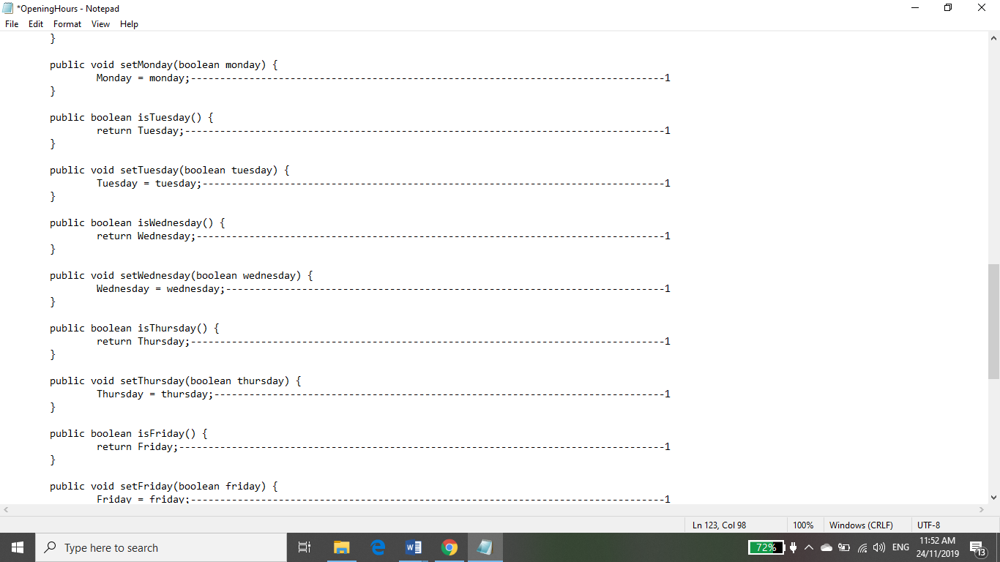 *OpeningHours - Notepad
File Edit Format View Help
}
public void setMonday(boolean monday) {
Monday = monday;---------------------------------------------------------------------------------1
}
public boolean isTuesday() {
return Tuesday;----------------------------------------------------------------------------------1
}
public void setTuesday(boolean tuesday) {
Tuesday = tuesday;-------------------------------------------------------------------------------1
}
public boolean isWednesday() {
return Wednesday;--------------------------------------------------------------------------------1
}
public void setWednesday(boolean wednesday) {
Wednesday = wednesday;---------------------------------------------------------------------------1
}
public boolean isThursday() {
return Thursday;---------------------------------------------------------------------------------1
}
public void setThursday(boolean thursday) {
Thursday = thursday;-----------------------------------------------------------------------------1
}
public boolean isFriday() {
return Friday;-----------------------------------------------------------------------------------1
}
public void setFriday(boolean friday) {
Friday = friday;---------------------------------------------------------------------------------1
Ln 123, Col 98 100% Windows (CRLF) UTF-8
Type here to search 72% ENG 11:52 AM
24/11/2019 13